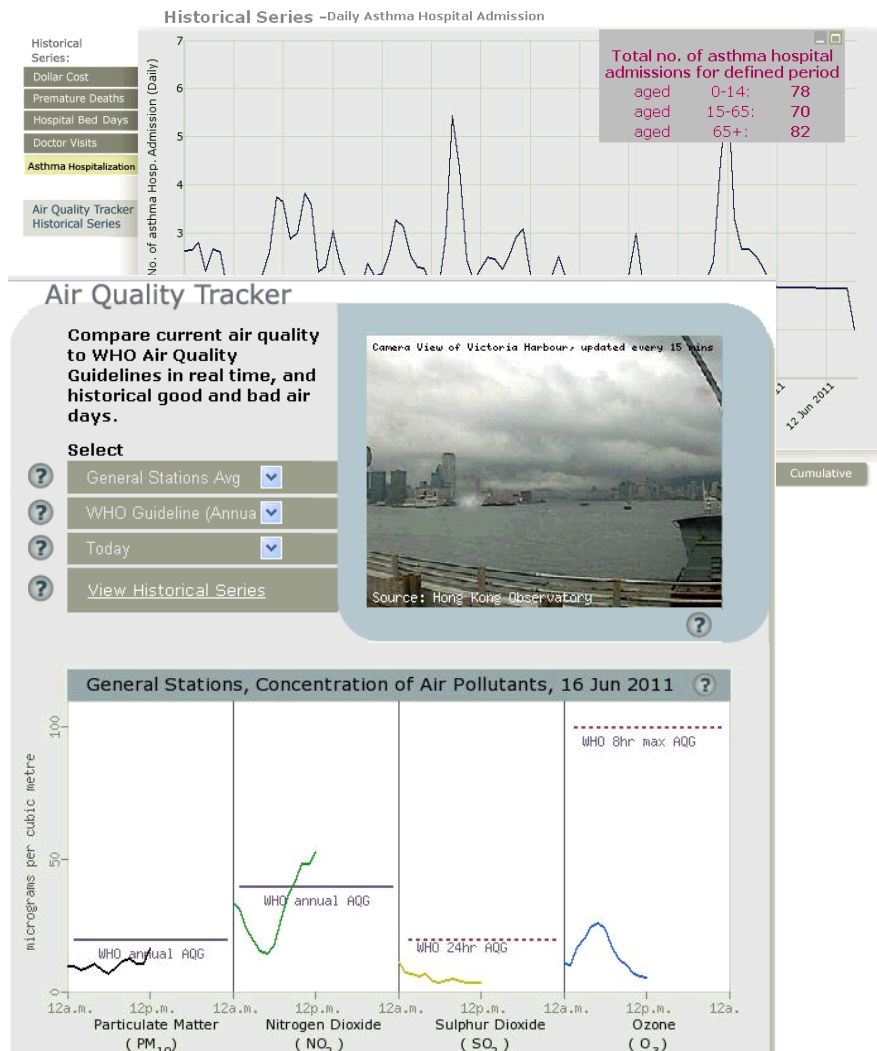 Historical Series –Daily Asthma Hospital Admission
Historical
Series:
Dollar Cost
Premature Deaths
Hospital Bed Days
Doctor Visits
Asthma Hospitalization
Air Quality Tracker
Historical Series
No. of asthma Hosp. Admission (Daily)
7
6
5
4
3
Total no. of asthma hospital
admissions for defined period
aged 0-14: 78
aged 15-65: 70
aged 65+: 82
12 Jun 2011
Cumulative
Air Quality Tracker
Compare current air quality
to WHO Air Quality
Guidelines in real time, and
historical good and bad air
days.
Select
? General Stations Avg
? WHO Guideline (Annua
? Today
? View Historical Series
Camera View of Victoria Harbour, updated every 15 mins
Source: Hong Kong Observatory
?
General Stations, Concentration of Air Pollutants, 16 Jun 2011 ?
micrograms per cubic metre
100
50
0
WHO annual AQG
WHO annual AQG
WHO 24hr AQG
WHO 8hr max AQG
12a.m. 12p.m. 12a.m. 12p.m. 12a.m. 12p.m. 12a.m. 12p.m. 12a.
Particulate Matter
( PM10)
Nitrogen Dioxide
( NO2 )
Sulphur Dioxide
( SO2 )
Ozone
( O3 )